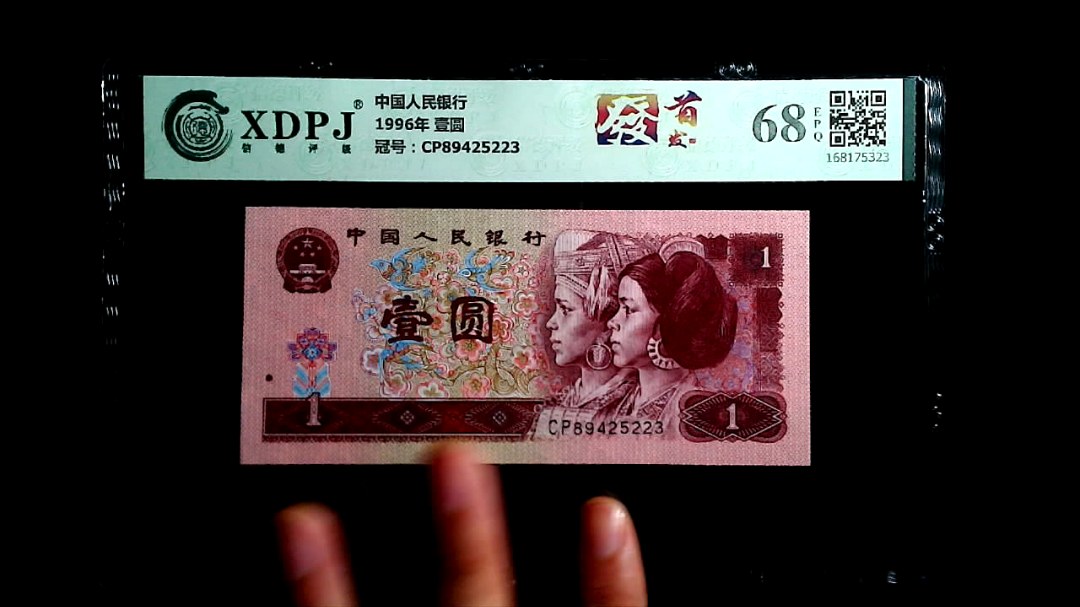 XDPJ®
信德评级
中国人民银行
1996年 壹圆
冠号：CP89425223
發
首发
68
EPQ
168175323
中国人民银行
1
壹圆
1
CP89425223
1